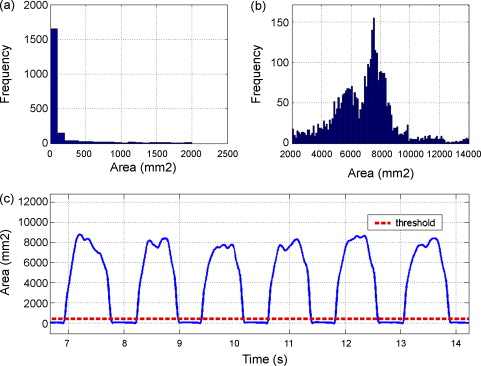 (a)
(b)
2000
1500
1000
500
0
Frequency
0 500 1000 1500 2000 2500
Area (mm2)
150
100
50
0
Frequency
2000 4000 6000 8000 10000 12000 14000
Area (mm2)
(c)
12000
10000
8000
6000
4000
2000
0
Area (mm2)
threshold
7 8 9 10 11 12 13 14
Time (s)